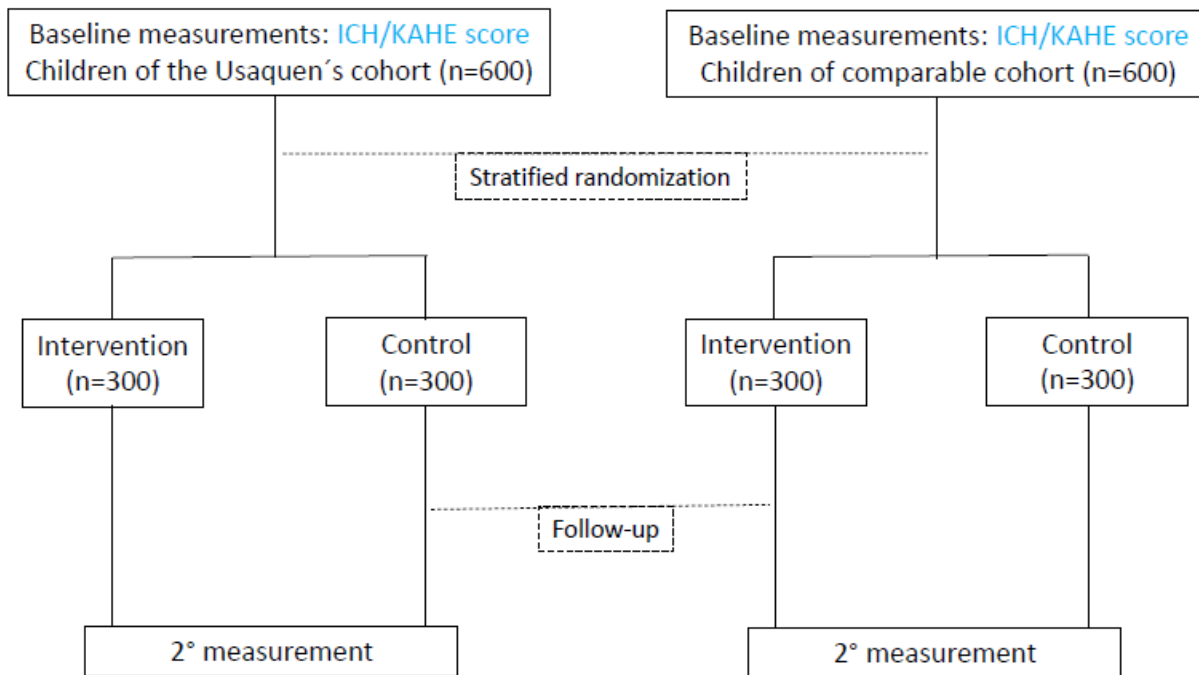 Baseline measurements: ICH/KAHE score
Children of the Usaquen´s cohort (n=600)
Baseline measurements: ICH/KAHE score
Children of comparable cohort (n=600)
Stratified randomization
Intervention
(n=300)
Control
(n=300)
Intervention
(n=300)
Control
(n=300)
Follow-up
2° measurement
2° measurement